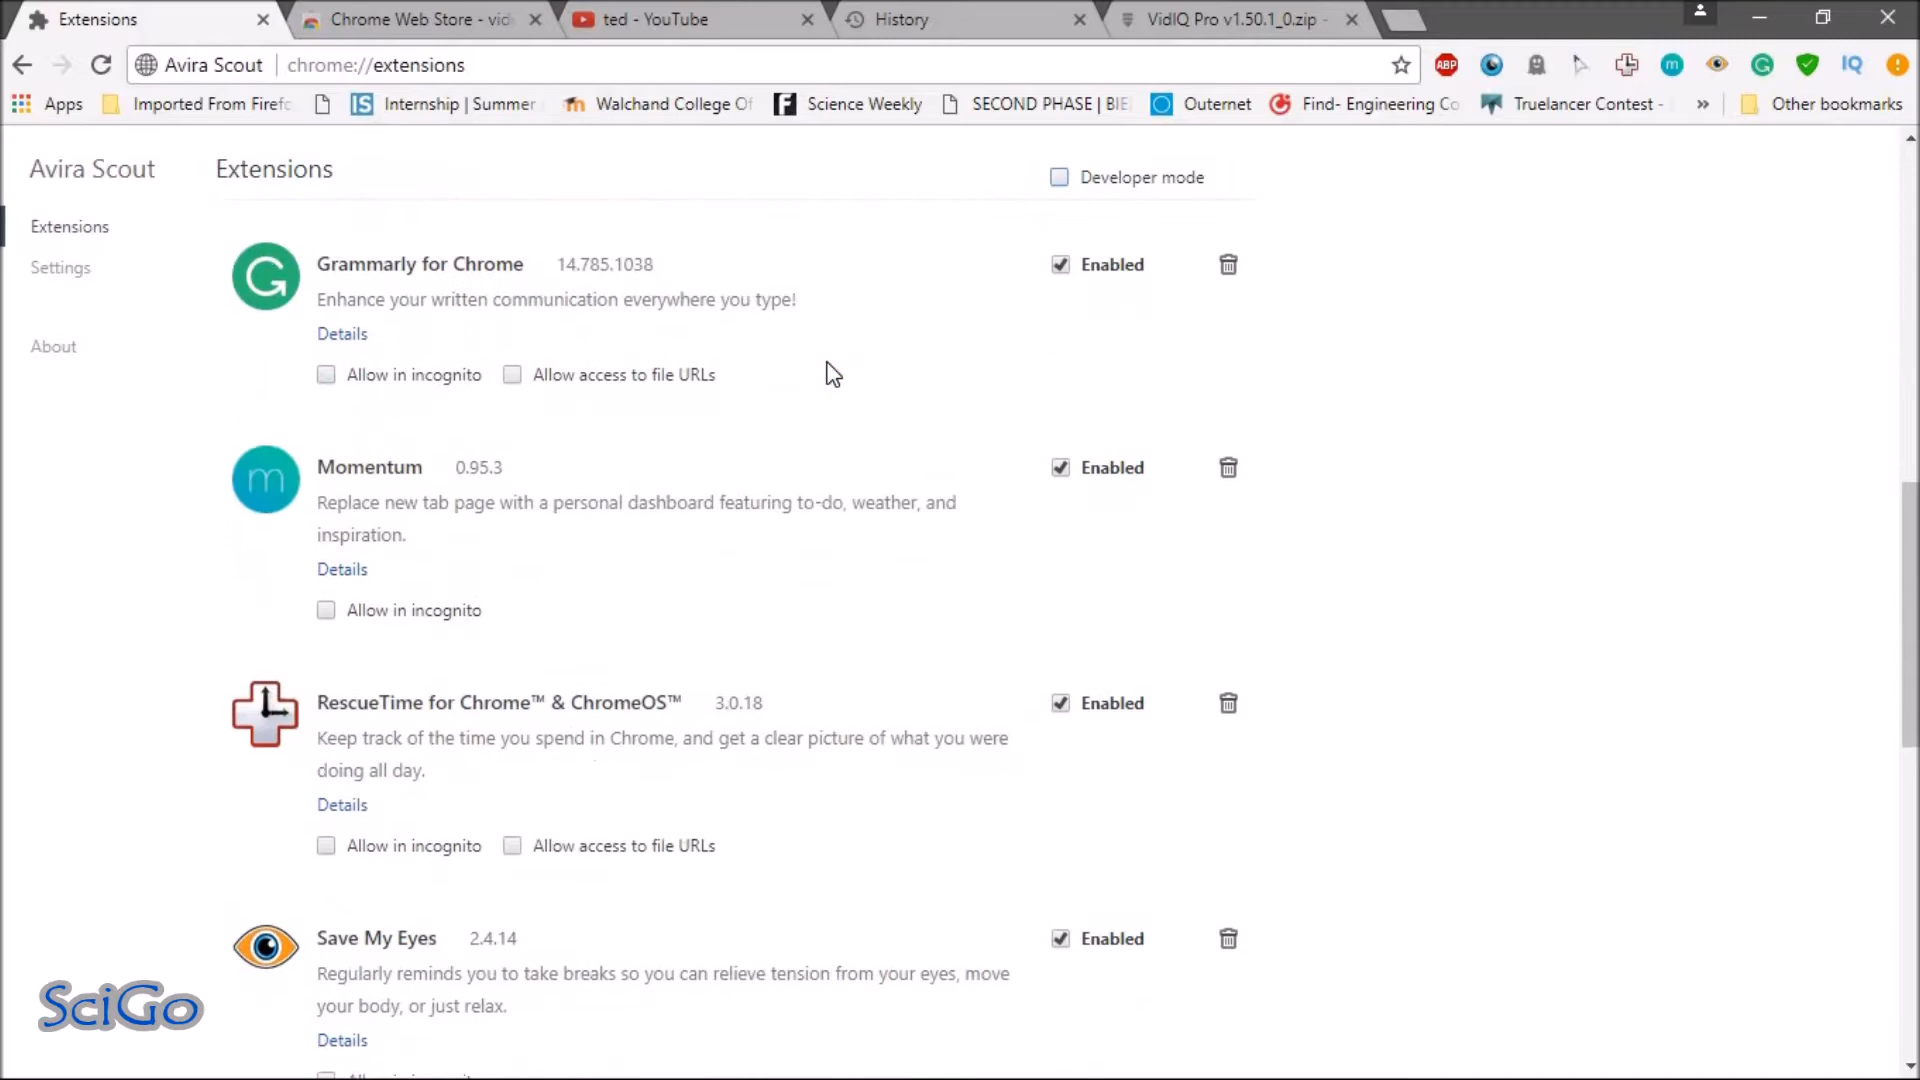 Extensions
Chrome Web Store - vid
ted - YouTube
History
VidIQ Pro v1.50.1_0.zip -
Avira Scout
chrome://extensions
ABP
m
G
IQ
Apps
Imported From Firefo
IS
Internship | Summer
Walchand College Of
F
Science Weekly
SECOND PHASE | BIE
Outernet
Find- Engineering Co
Truelancer Contest -
»
Other bookmarks
Avira Scout
Extensions
Settings
About
Extensions
Developer mode
Grammarly for Chrome 14.785.1038
Enhance your written communication everywhere you type!
Details
Allow in incognito
Allow access to file URLs
Enabled
m
Momentum 0.95.3
Replace new tab page with a personal dashboard featuring to-do, weather, and
inspiration.
Details
Allow in incognito
Enabled
RescueTime for Chrome™ & ChromeOS™ 3.0.18
Keep track of the time you spend in Chrome, and get a clear picture of what you were
doing all day.
Details
Allow in incognito
Allow access to file URLs
Enabled
Save My Eyes 2.4.14
Regularly reminds you to take breaks so you can relieve tension from your eyes, move
your body, or just relax.
Details
Enabled
SciGo